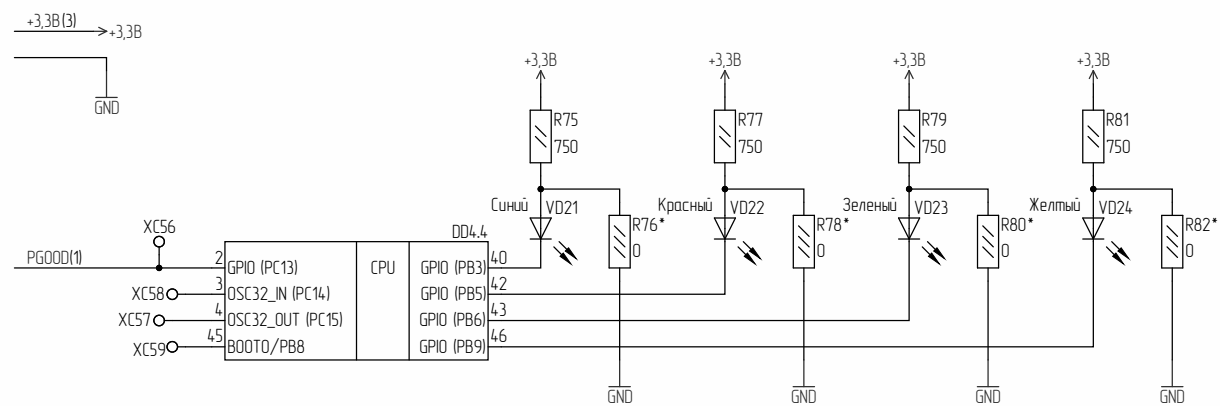 +3,3В(3)
+3,3В
GND
+3,3В
+3,3В
+3,3В
+3,3В
R75
750
R77
750
R79
750
R81
750
Синий
VD21
R76*
0
Красный
VD22
R78*
0
Зеленый
VD23
R80*
0
Желтый
VD24
R82*
0
XC56
DD4.4
PGOOD(1)
2
GPIO (PC13)
CPU
GPIO (PB3)
40
XC58
3
OSC32_IN (PC14)
GPIO (PB5)
42
XC57
4
OSC32_OUT (PC15)
GPIO (PB6)
43
XC59
45
BOOT0/PB8
GPIO (PB9)
46
GND
GND
GND
GND